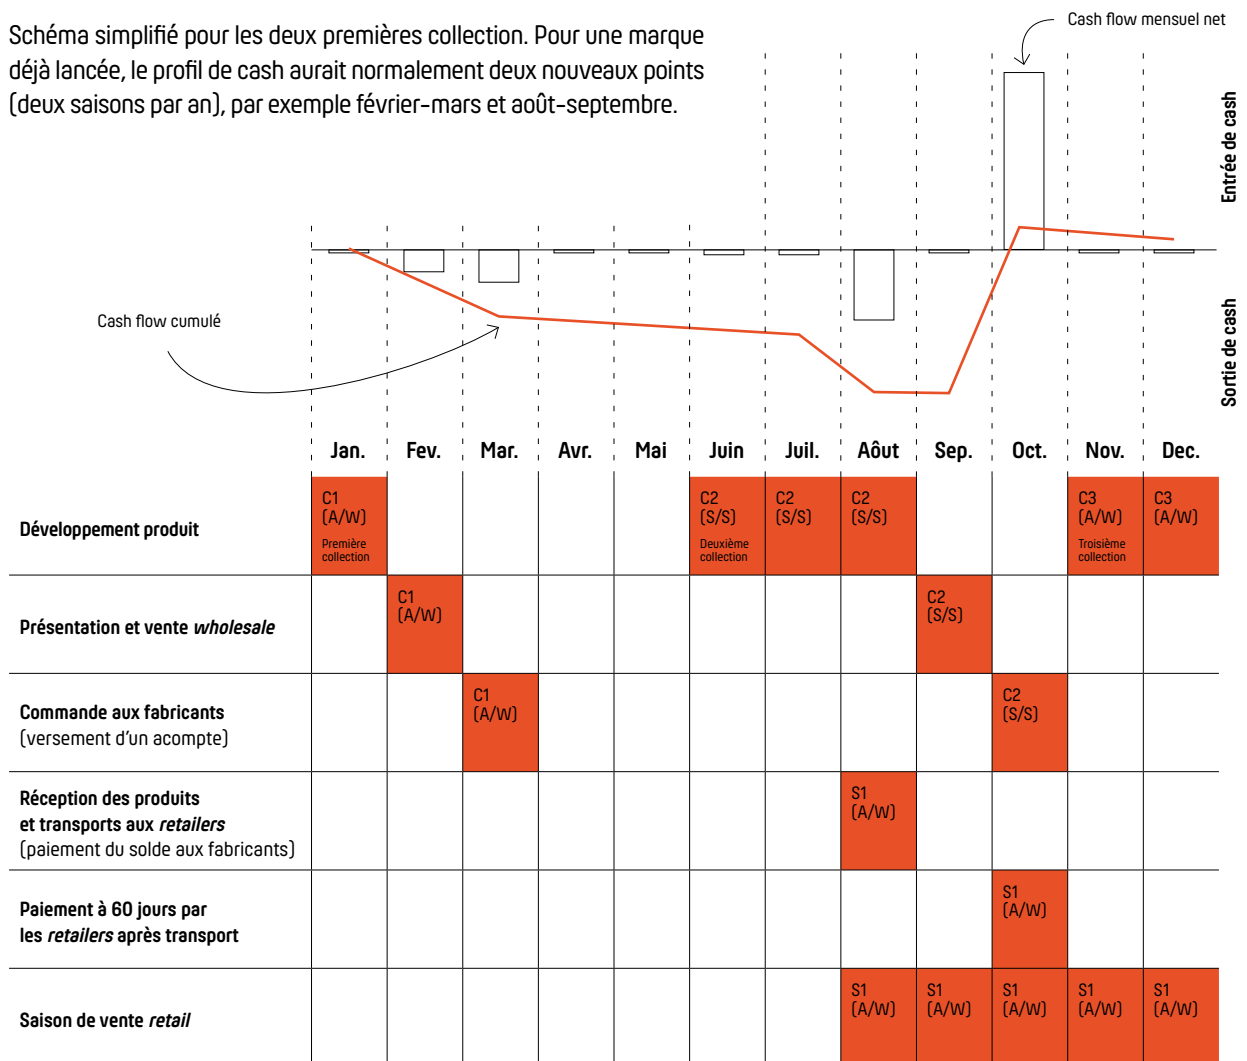 Schéma simplifié pour les deux premières collection. Pour une marque
déjà lancée, le profil de cash aurait normalement deux nouveaux points
(deux saisons par an), par exemple février-mars et août-septembre.
Cash flow mensuel net
Entrée de cash
Cash flow cumulé
Sortie de cash
Jan. Fev. Mar. Avr. Mai Juin Juil. Aôut Sep. Oct. Nov. Dec.
Développement produit
C1
(A/W)
Première
collection
C2
(S/S)
Deuxième
collection
C2
(S/S)
C2
(S/S)
C3
(A/W)
Troisième
collection
C3
(A/W)
Présentation et vente wholesale
C1
(A/W)
C2
(S/S)
Commande aux fabricants
(versement d'un acompte)
C1
(A/W)
C2
(S/S)
Réception des produits
et transports aux retailers
(paiement du solde aux fabricants)
S1
(A/W)
Paiement à 60 jours par
les retailers après transport
S1
(A/W)
Saison de vente retail
S1
(A/W)
S1
(A/W)
S1
(A/W)
S1
(A/W)
S1
(A/W)